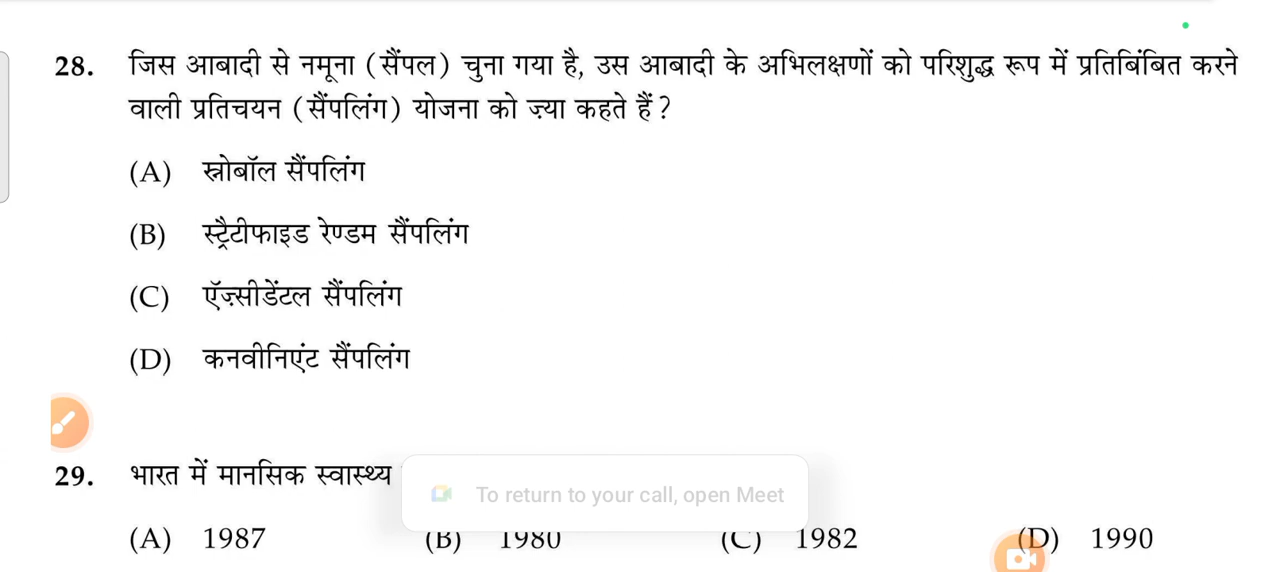 28. जिस आबादी से नमूना (सैंपल) चुना गया है, उस आबादी के अभिलक्षणों को परिशुद्ध रूप में प्रतिबिंबित करने
वाली प्रतिचयन (सैंपलिंग) योजना को ज़्या कहते हैं ?
(A) स्नोबॉल सैंपलिंग
(B) स्ट्रैटीफाइड रेण्डम सैंपलिंग
(C) एॅज़्सीडेंटल सैंपलिंग
(D) कनवीनिएंट सैंपलिंग
29. भारत में मानसिक स्वास्थ्य
To return to your call, open Meet
(A) 1987 (B) 1980 (C) 1982 (D) 1990